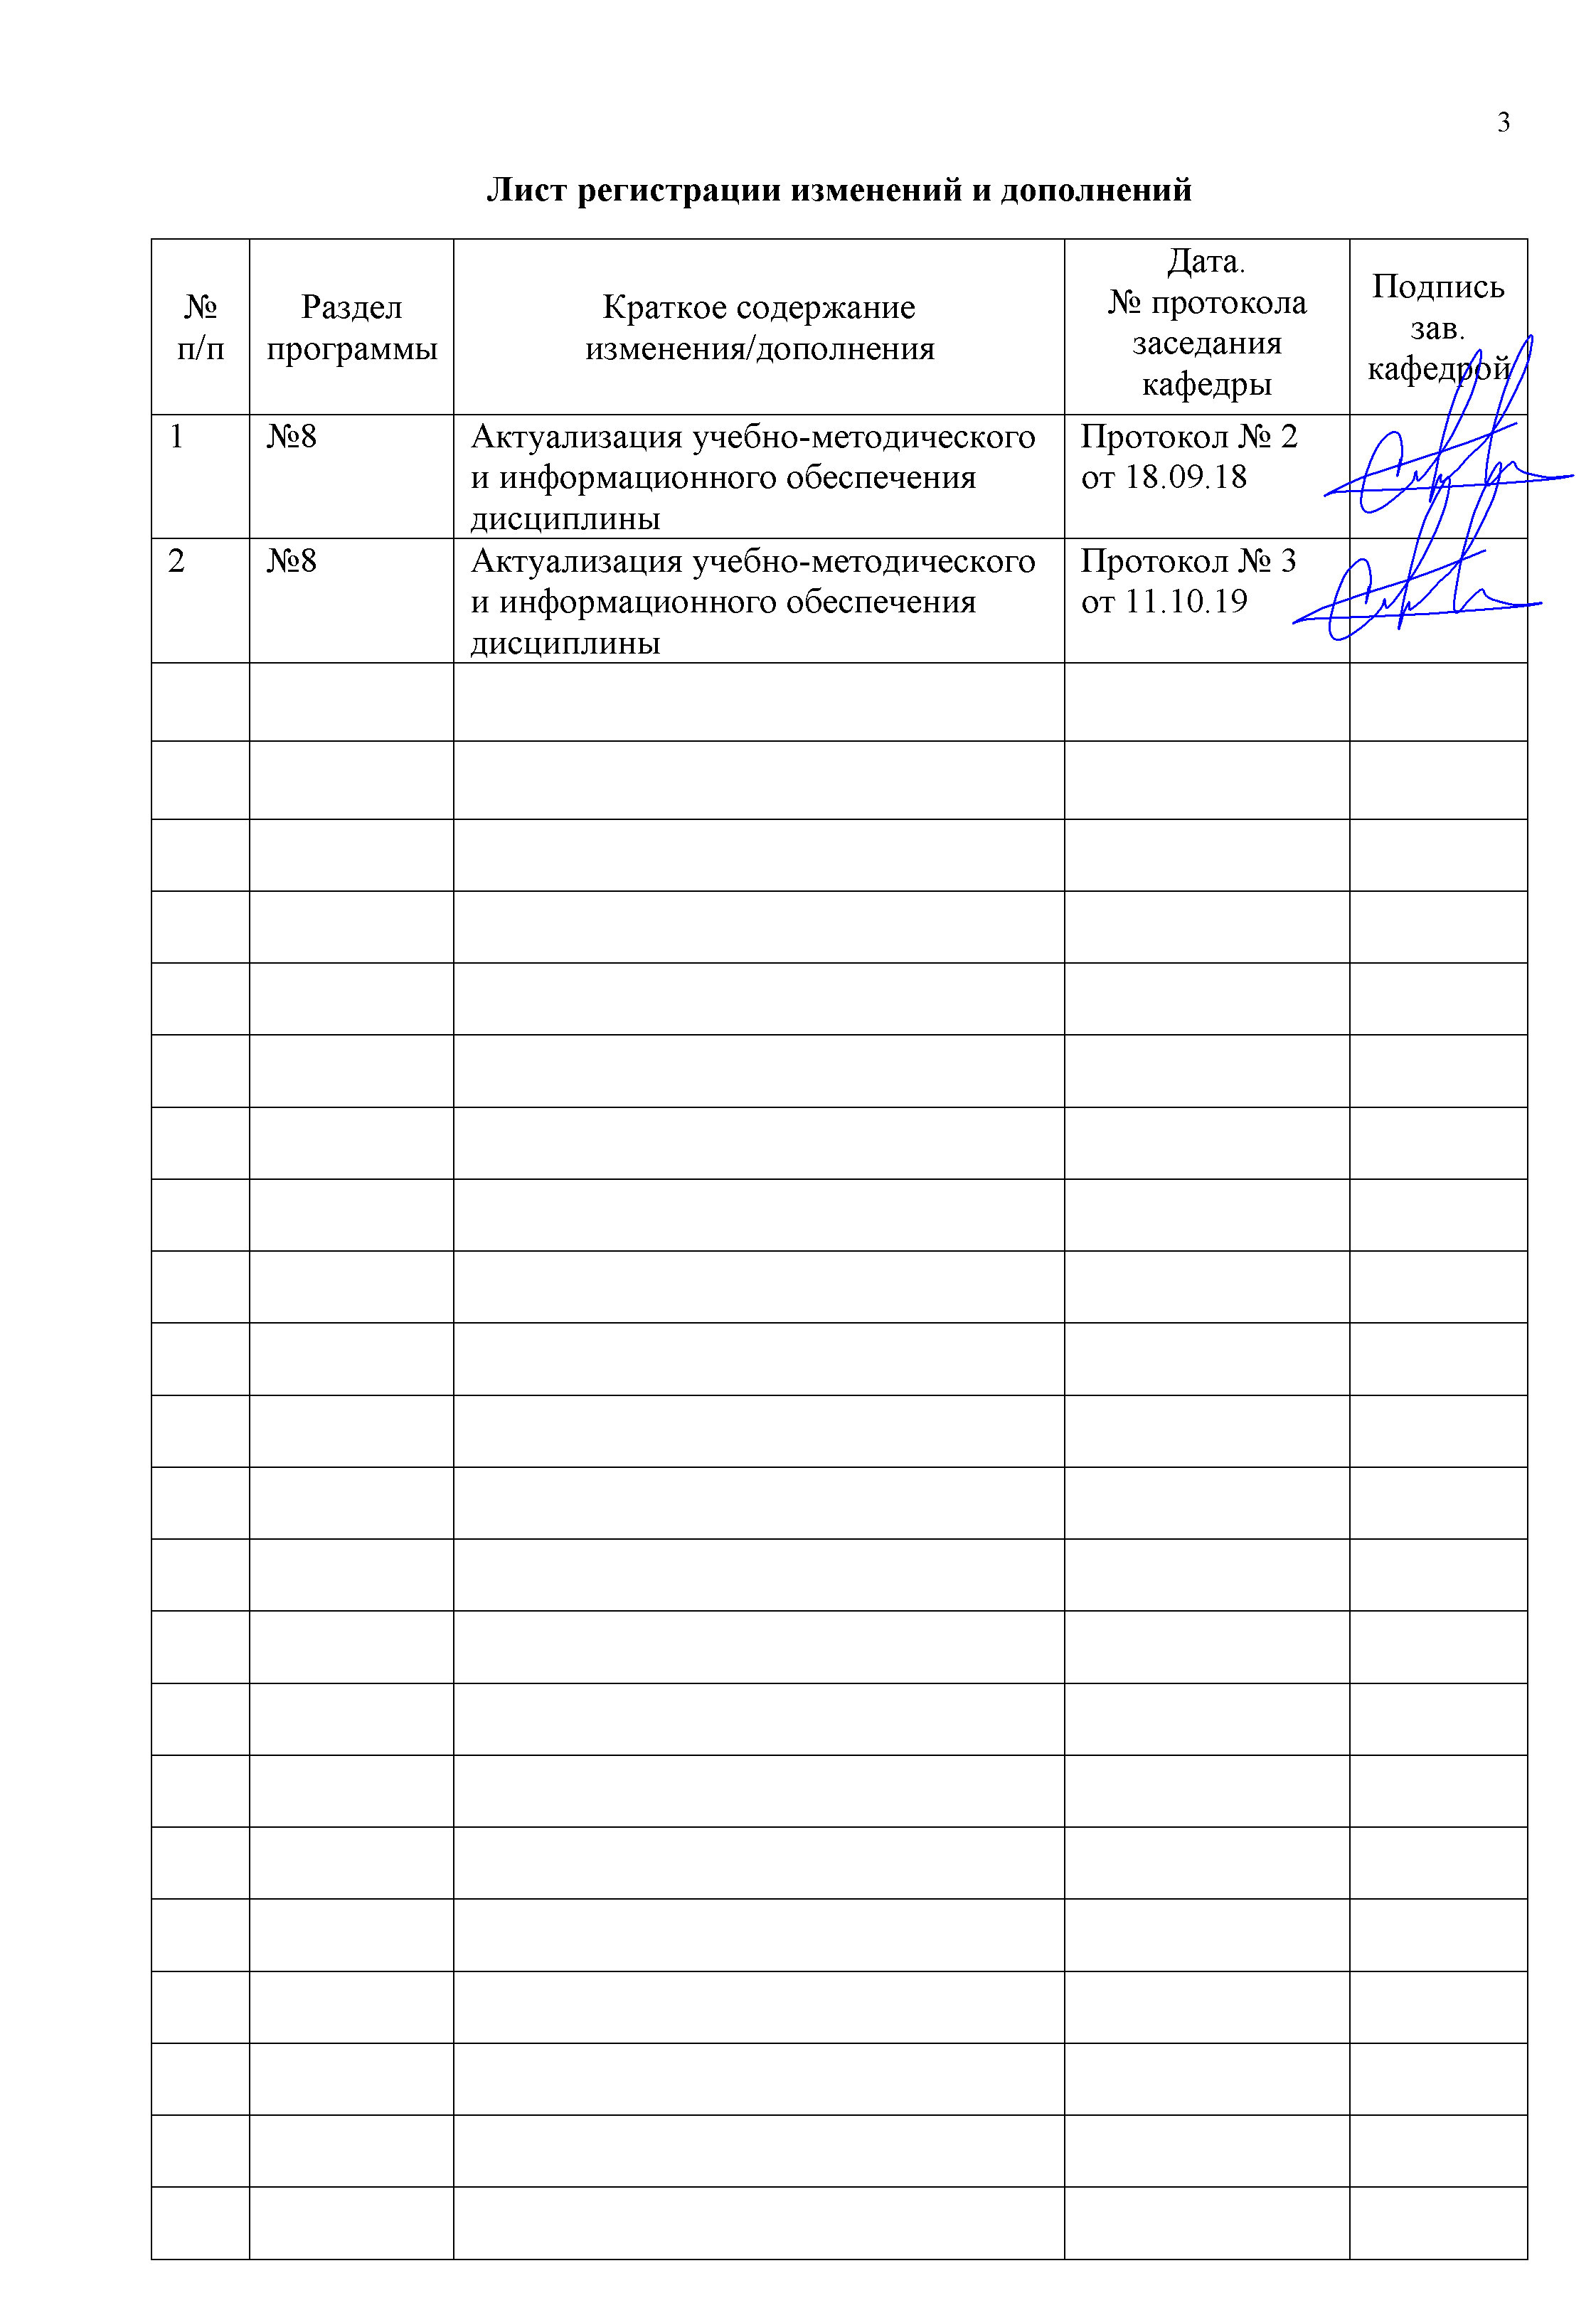 3
Лист регистрации изменений и дополнений
№
п/п
Раздел
программы
Краткое содержание
изменения/дополнения
Дата.
№ протокола
заседания
кафедры
Подпись
зав.
кафедрой
1
№8
Актуализация учебно-методического
и информационного обеспечения
дисциплины
Протокол № 2
от 18.09.18
2
№8
Актуализация учебно-методического
и информационного обеспечения
дисциплины
Протокол № 3
от 11.10.19